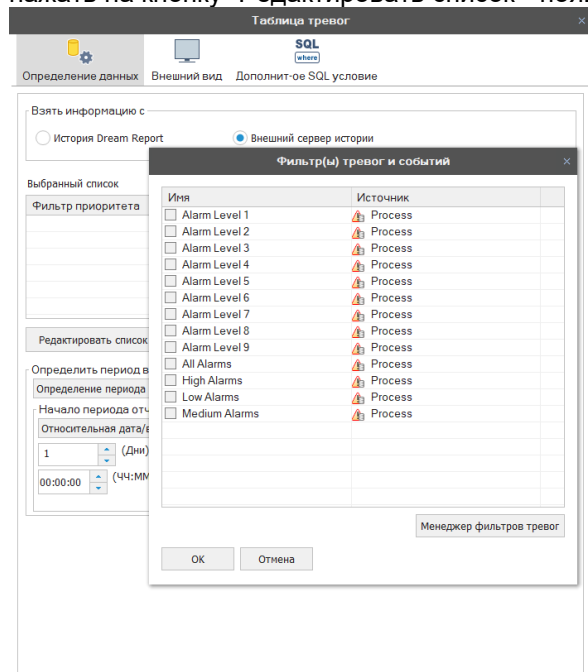 нажать на кнопку "Редактировать список"
Таблица тревог
SQL
where
Определение данных Внешний вид Дополнит-ое SQL условие
Взять информацию с
История Dream Report Внешний сервер истории
Фильтр(ы) тревог и событий
Выбранный список
Фильтр приоритета
Имя Источник
Alarm Level 1 Process
Alarm Level 2 Process
Alarm Level 3 Process
Alarm Level 4 Process
Alarm Level 5 Process
Alarm Level 6 Process
Alarm Level 7 Process
Alarm Level 8 Process
Alarm Level 9 Process
All Alarms Process
High Alarms Process
Low Alarms Process
Medium Alarms Process
Редактировать список
Определить период в
Определение периода
Начало периода отч
Относительная дата/в
1 (Дни)
00:00:00 (ЧЧ:ММ
Менеджер фильтров тревог
ОК Отмена